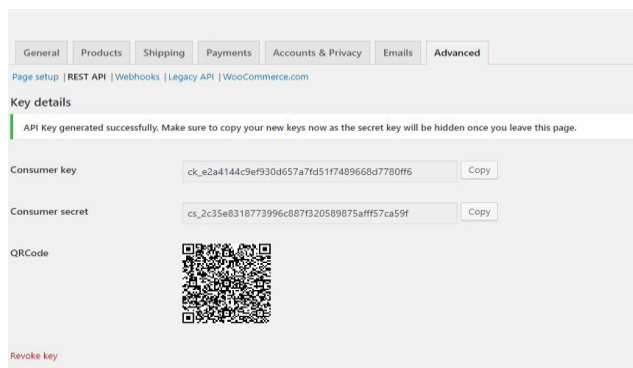 General Products Shipping Payments Accounts & Privacy Emails Advanced
Page setup | REST API | Webhooks | Legacy API | WooCommerce.com
Key details
API Key generated successfully. Make sure to copy your new keys now as the secret key will be hidden once you leave this page.
Consumer key ck_e2a4144c9ef930d657a7fd51f7489668d7780ff6 Copy
Consumer secret cs_2c35e8318773996c887f320589875afff57ca59f Copy
QRCode
Revoke key